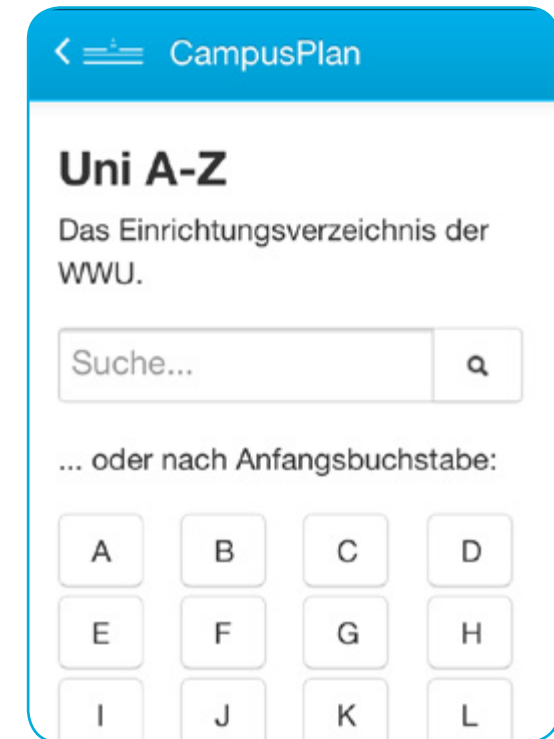 CampusPlan
Uni A-Z
Das Einrichtungsverzeichnis der
WWU.
Suche...
... oder nach Anfangsbuchstabe:
A B C D
E F G H
I J K L